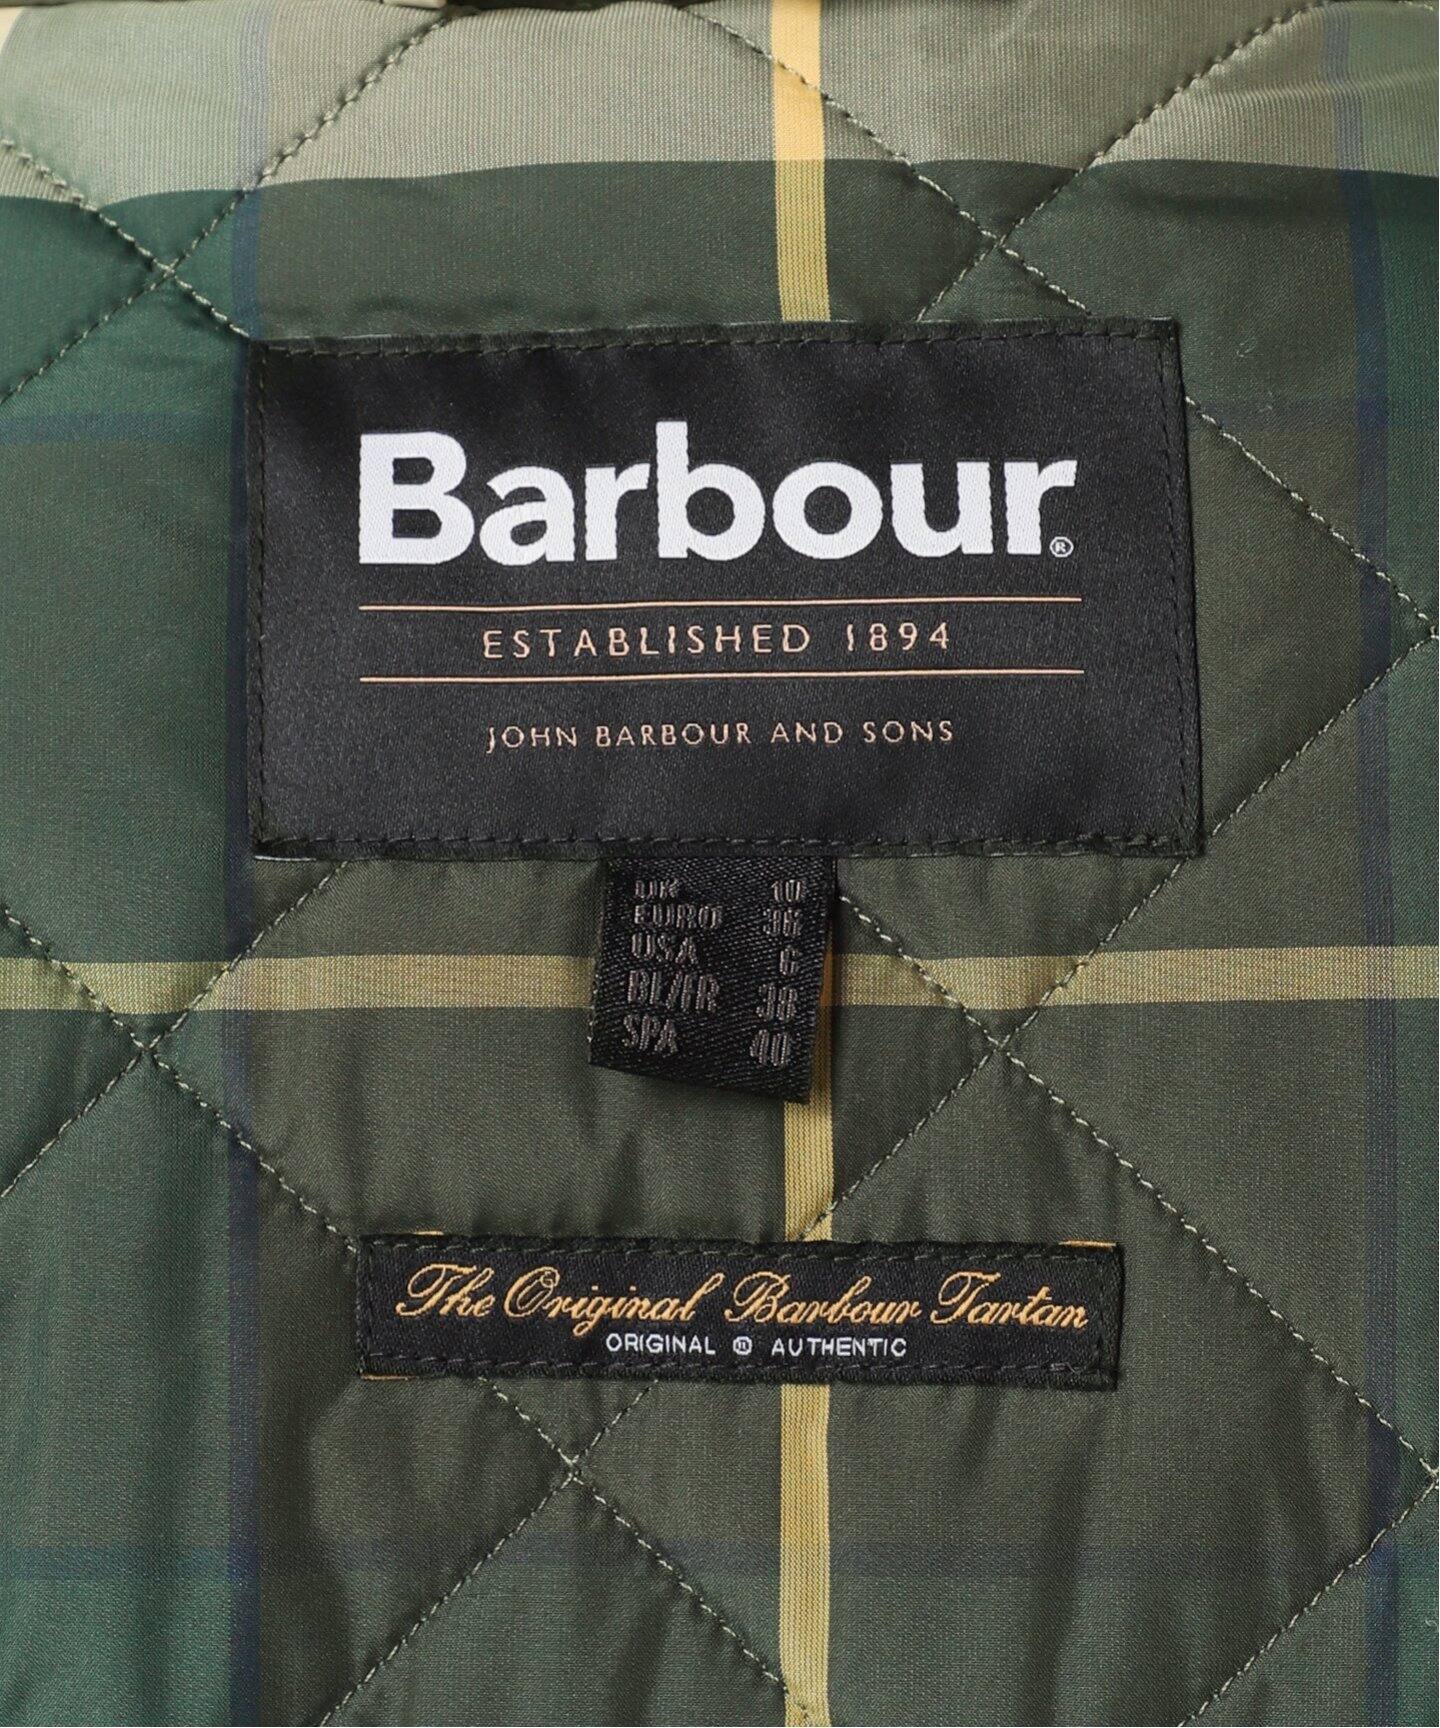 Barbour®
ESTABLISHED 1894
JOHN BARBOUR AND SONS
UK 10
EURO 36
USA 6
BL/FR 38
SPA 40
The Original Barbour Tartan
ORIGINAL ® AUTHENTIC